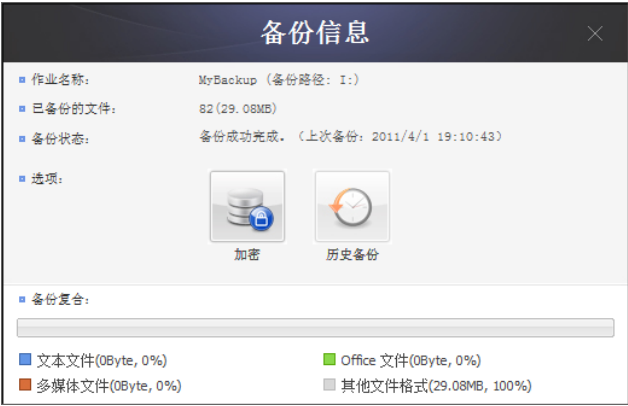 备份信息
作业名称： MyBackup (备份路径: I:)
已备份的文件： 82(29.08MB)
备份状态： 备份成功完成。（上次备份：2011/4/1 19:10:43）
选项：
加密 历史备份
备份复合：
文本文件(0Byte, 0%) Office 文件(0Byte, 0%)
多媒体文件(0Byte, 0%) 其他文件格式(29.08MB, 100%)